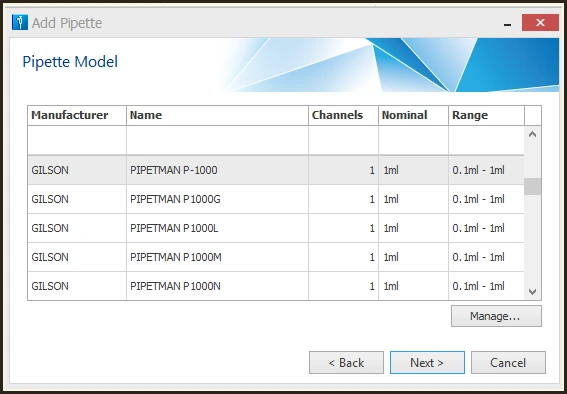 Add Pipette
Pipette Model
Manufacturer Name Channels Nominal Range
GILSON PIPETMAN P-1000 1 1ml 0.1ml - 1ml
GILSON PIPETMAN P1000G 1 1ml 0.1ml - 1ml
GILSON PIPETMAN P1000L 1 1ml 0.1ml - 1ml
GILSON PIPETMAN P1000M 1 1ml 0.1ml - 1ml
GILSON PIPETMAN P1000N 1 1ml 0.1ml - 1ml
Manage...
< Back Next > Cancel